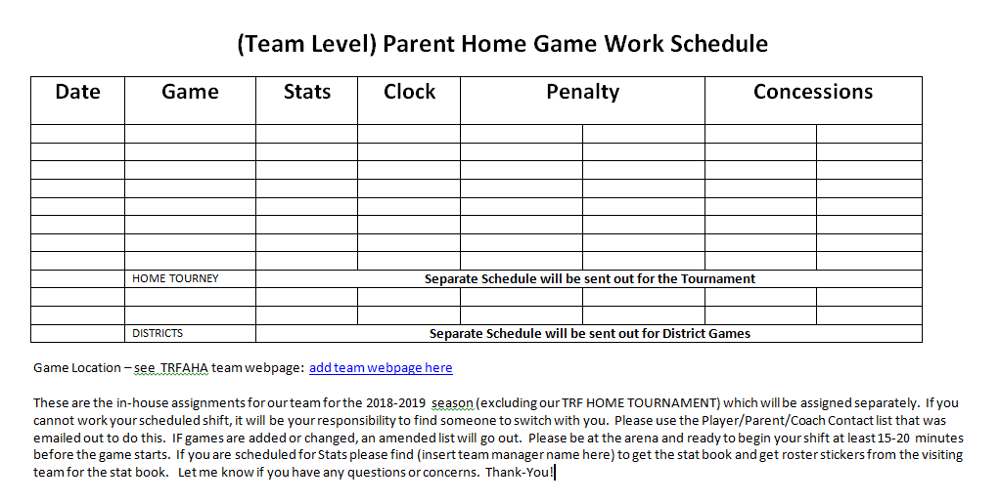 (Team Level) Parent Home Game Work Schedule
Date Game Stats Clock Penalty Concessions
HOME TOURNEY Separate Schedule will be sent out for the Tournament
DISTRICTS Separate Schedule will be sent out for District Games
Game Location – see TRFAHA team webpage: add team webpage here
These are the in-house assignments for our team for the 2018-2019 season (excluding our TRF HOME TOURNAMENT) which will be assigned separately. If you
cannot work your scheduled shift, it will be your responsibility to find someone to switch with you. Please use the Player/Parent/Coach Contact list that was
emailed out to do this. IF games are added or changed, an amended list will go out. Please be at the arena and ready to begin your shift at least 15-20 minutes
before the game starts. If you are scheduled for Stats please find (insert team manager name here) to get the stat book and get roster stickers from the visiting
team for the stat book. Let me know if you have any questions or concerns. Thank-You!